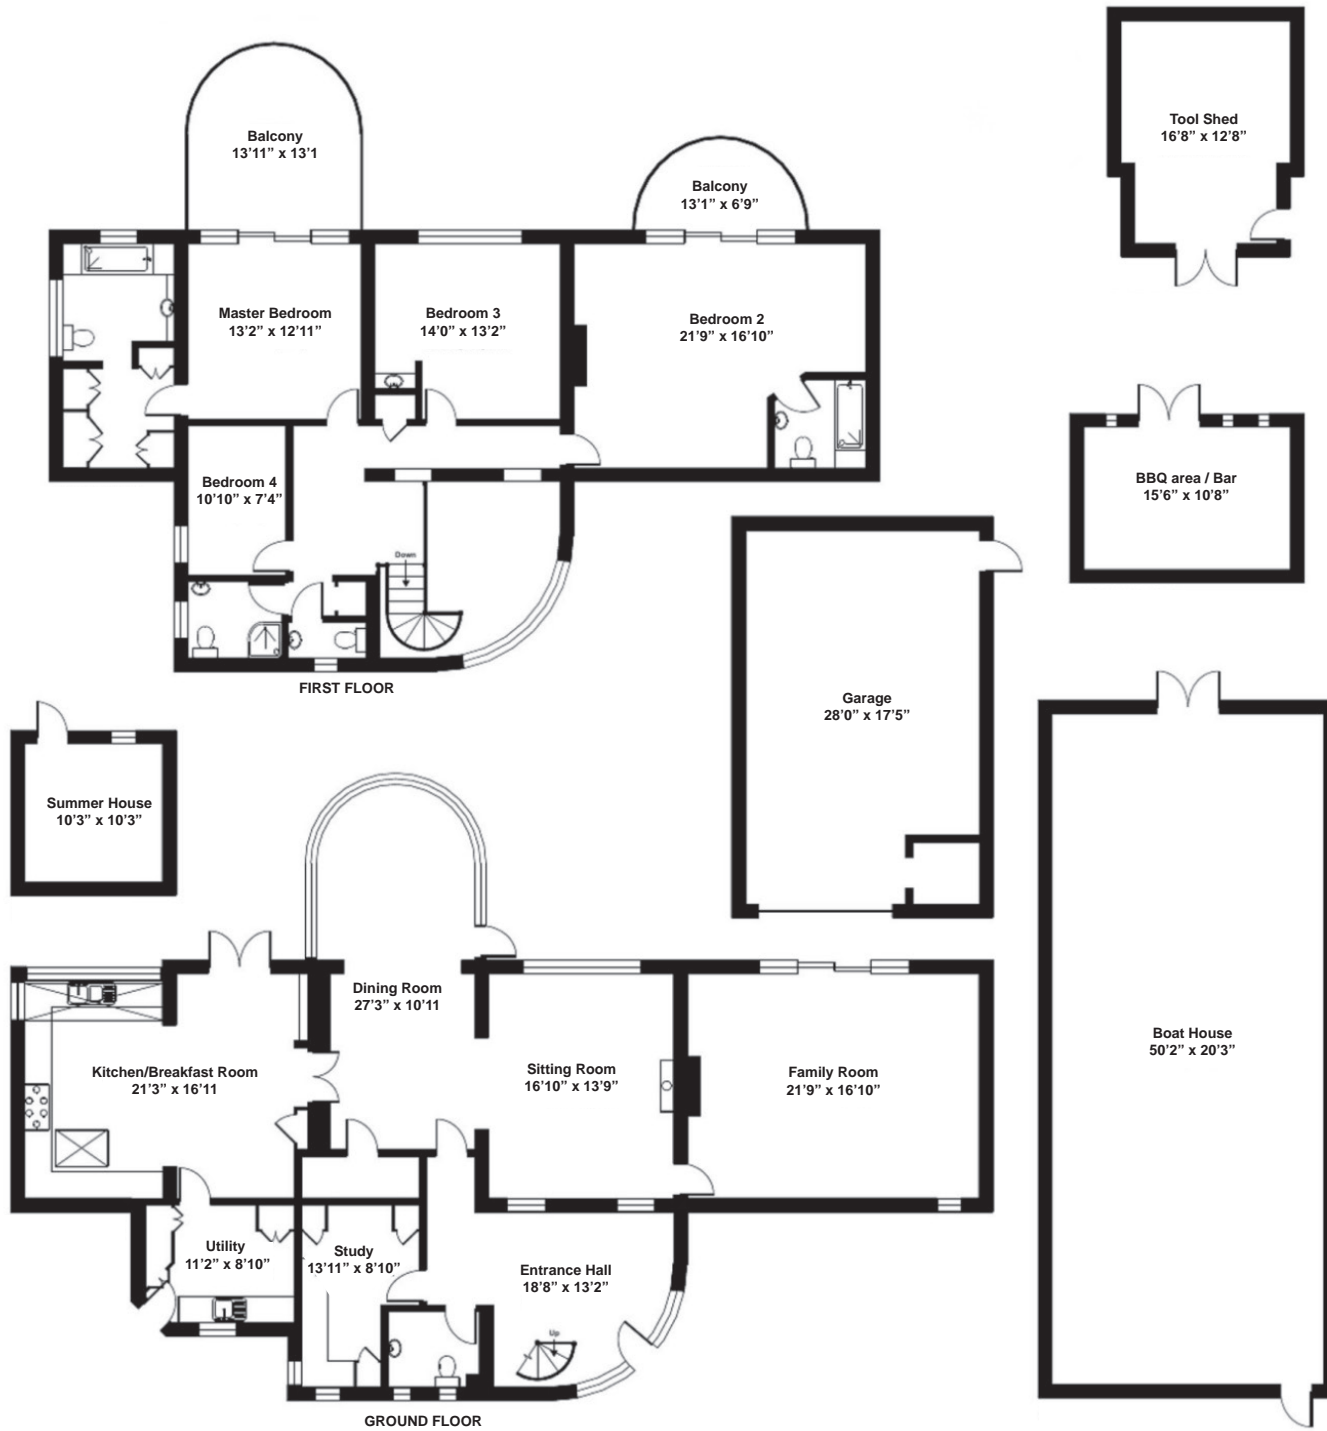 Balcony
13’11” x 13’1
Balcony
13’1” x 6’9”
Tool Shed
16’8” x 12’8”
Master Bedroom
13’2” x 12’11”
Bedroom 3
14’0” x 13’2”
Bedroom 2
21’9” x 16’10”
Bedroom 4
10’10” x 7’4”
BBQ area / Bar
15’6” x 10’8”
Down
FIRST FLOOR
Garage
28’0” x 17’5”
Summer House
10’3” x 10’3”
Dining Room
27’3” x 10’11
Kitchen/Breakfast Room
21’3” x 16’11
Sitting Room
16’10” x 13’9”
Family Room
21’9” x 16’10”
Boat House
50’2” x 20’3”
Utility
11’2” x 8’10”
Study
13’11” x 8’10”
Entrance Hall
18’8” x 13’2”
Up
GROUND FLOOR